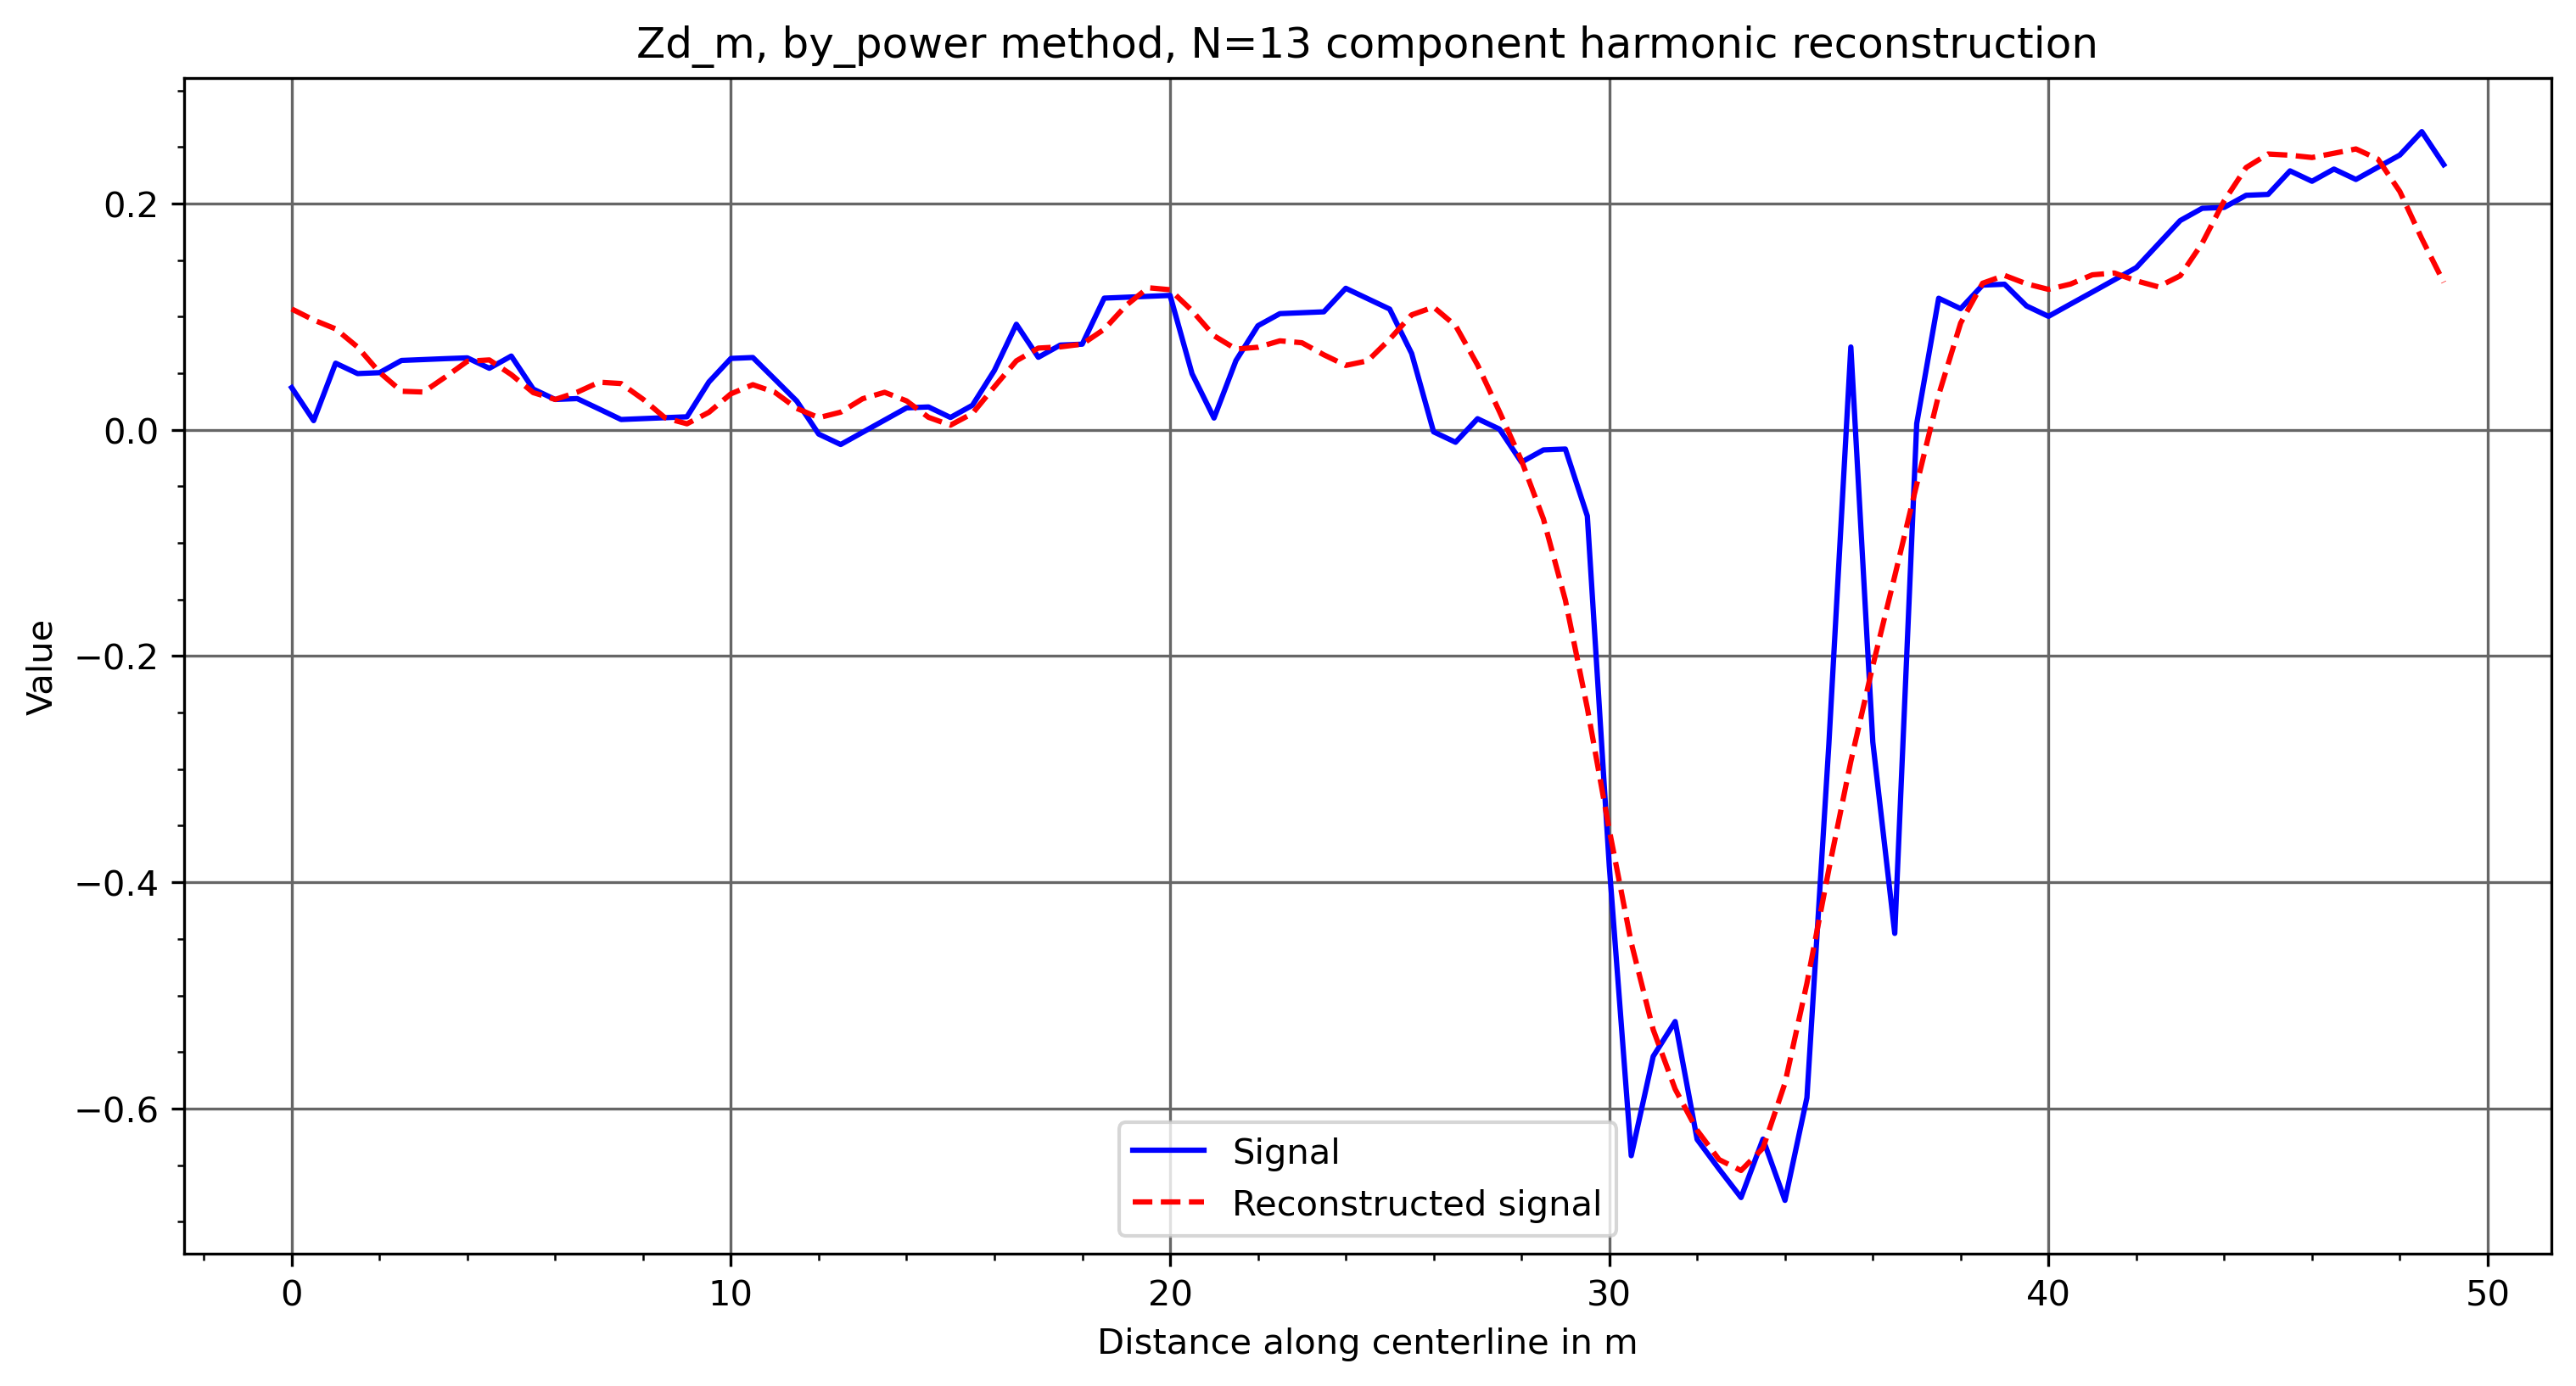 Zd_m, by_power method, N=13 component harmonic reconstruction
Value
0.2
0.0
−0.2
−0.4
−0.6
Signal
Reconstructed signal
0 10 20 30 40 50
Distance along centerline in m